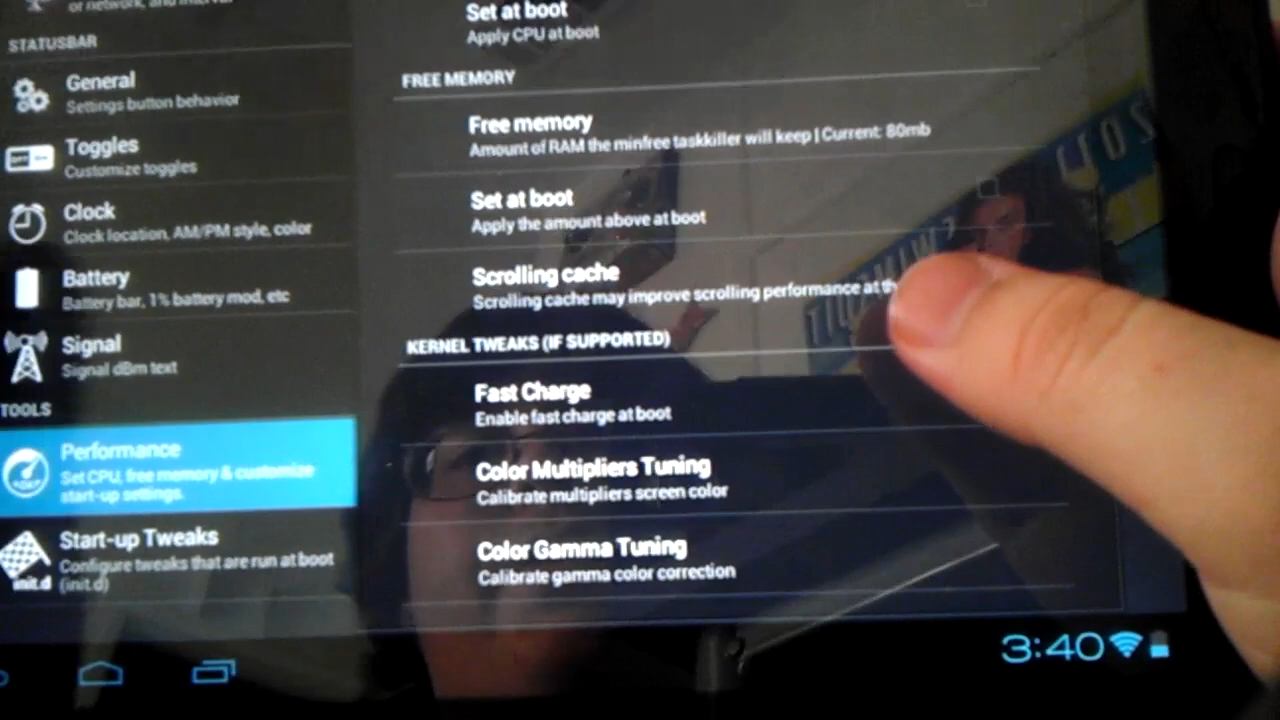 or network, and
STATUSBAR
General
Settings button behavior
Toggles
Customize toggles
Clock
Clock location, AM/PM style, color
Battery
Battery bar, 1% battery mod, etc
Signal
Signal dBm text
TOOLS
Performance
Set CPU, free memory & customize
start-up settings.
Start-up Tweaks
init.d
Configure tweaks that are run at boot
(init.d)
Set at boot
Apply CPU at boot
FREE MEMORY
Free memory
Amount of RAM the minfree taskkiller will keep | Current: 80mb
Set at boot
Apply the amount above at boot
Scrolling cache
Scrolling cache may improve scrolling performance at
KERNEL TWEAKS (IF SUPPORTED)
Fast Charge
Enable fast charge at boot
Color Multipliers Tuning
Calibrate multipliers screen color
Color Gamma Tuning
Calibrate gamma color correction
3:40